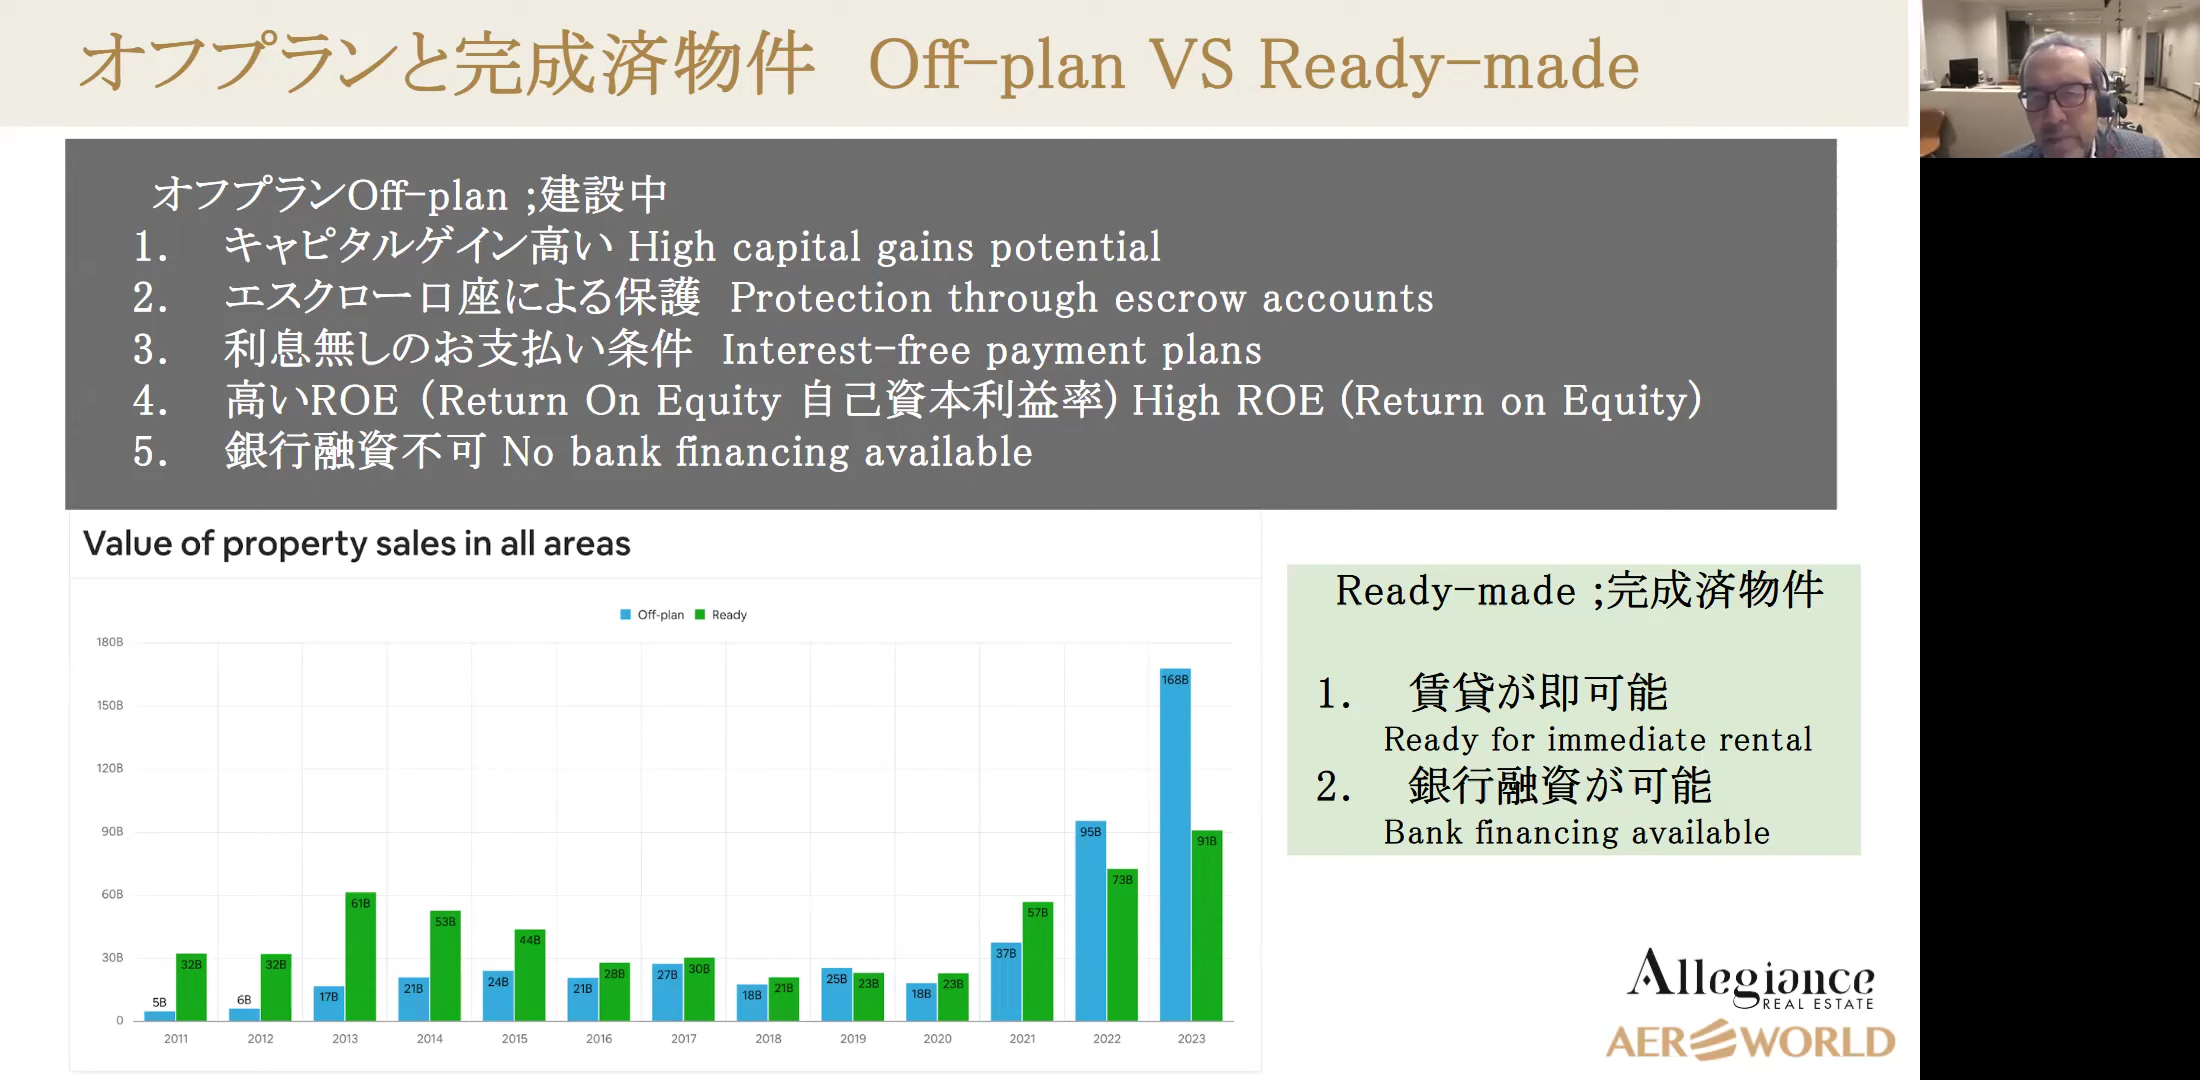 オフプランと完成済物件 Off-plan VS Ready-made
オフプランOff-plan ;建設中
1. キャピタルゲイン高い High capital gains potential
2. エスクロー口座による保護 Protection through escrow accounts
3. 利息無しのお支払い条件 Interest-free payment plans
4. 高いROE (Return On Equity 自己資本利益率) High ROE (Return on Equity)
5. 銀行融資不可 No bank financing available
Value of property sales in all areas
Off-plan Ready
180B
150B
120B
90B
60B
30B
0
5B 32B 6B 32B 17B 61B 21B 53B 24B 44B 21B 28B 27B 30B 18B 21B 25B 23B 18B 23B 37B 57B 95B 73B 168B 91B
2011 2012 2013 2014 2015 2016 2017 2018 2019 2020 2021 2022 2023
Ready-made ;完成済物件
1. 賃貸が即可能
Ready for immediate rental
2. 銀行融資が可能
Bank financing available
Allegiance
REAL ESTATE
AEROWORLD